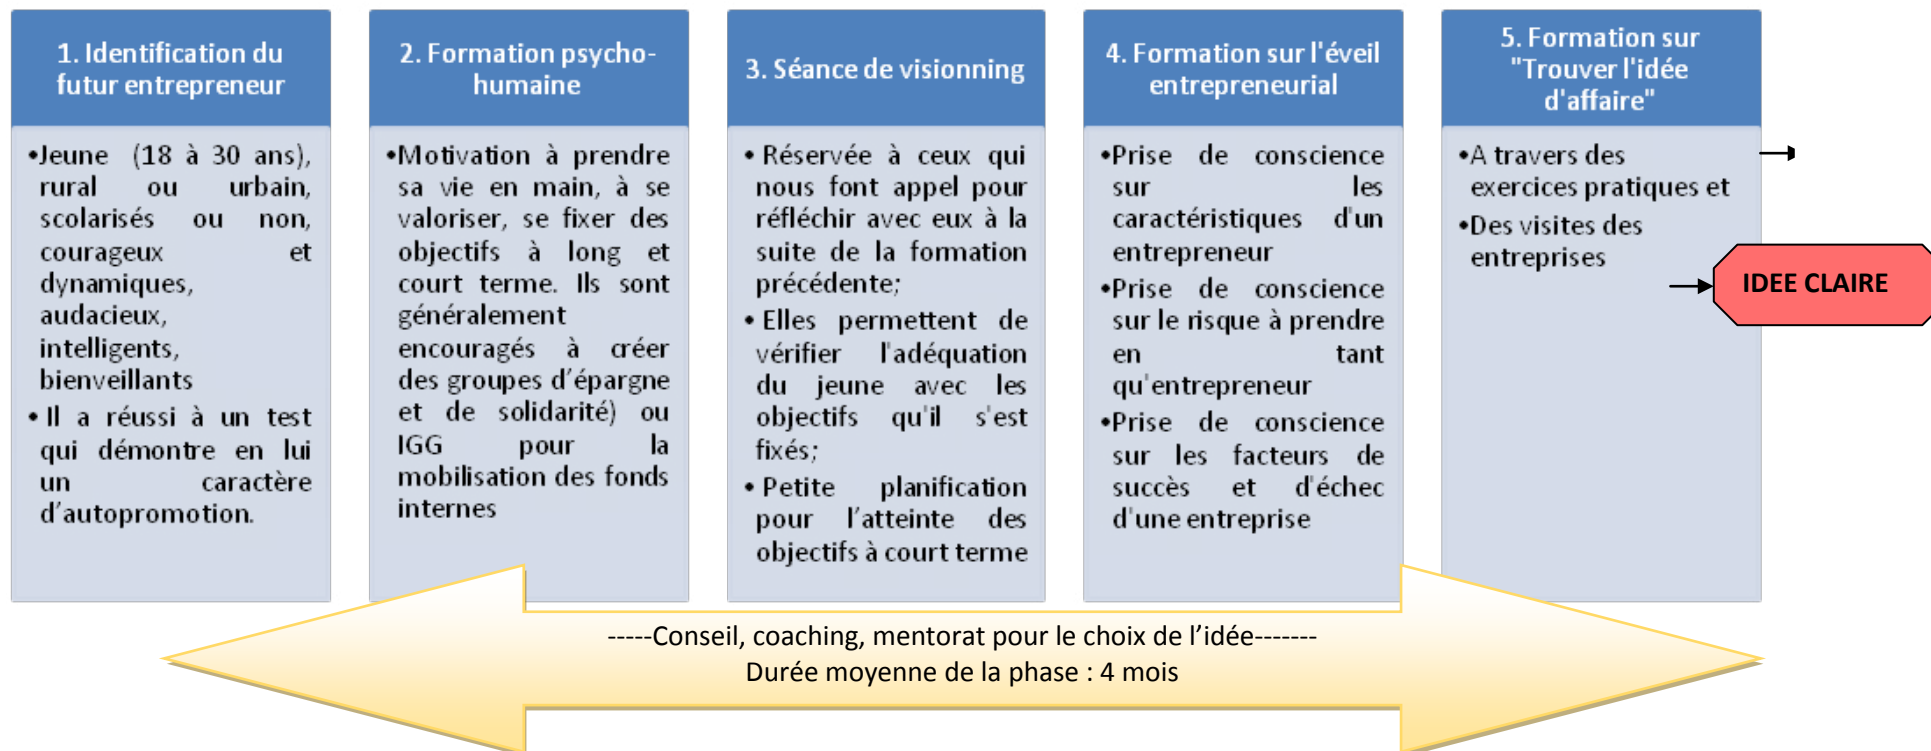 1. Identification du
futur entrepreneur
•Jeune (18 à 30 ans),
rural ou urbain,
scolarisés ou non,
courageux et
dynamiques,
audacieux,
intelligents,
bienveillants
• Il a réussi à un test
qui démontre en lui
un caractère
d'autopromotion.
2. Formation psycho-
humaine
•Motivation à prendre
sa vie en main, à se
valoriser, se fixer des
objectifs à long et
court terme. Ils sont
généralement
encouragés à créer
des groupes d'épargne
et de solidarité) ou
IGG pour la
mobilisation des fonds
internes
3. Séance de visionning
• Réservée à ceux qui
nous font appel pour
réfléchir avec eux à la
suite de la formation
précédente;
• Elles permettent de
vérifier l'adéquation
du jeune avec les
objectifs qu'il s'est
fixés;
• Petite planification
pour l'atteinte des
objectifs à court terme
4. Formation sur l'éveil
entrepreneurial
•Prise de conscience
sur les
caractéristiques d'un
entrepreneur
•Prise de conscience
sur le risque à prendre
en tant
qu'entrepreneur
•Prise de conscience
sur les facteurs de
succès et d'échec
d'une entreprise
5. Formation sur
"Trouver l'idée
d'affaire"
•A travers des
exercices pratiques et
•Des visites des
entreprises
IDEE CLAIRE
-----Conseil, coaching, mentorat pour le choix de l'idée-------
Durée moyenne de la phase : 4 mois